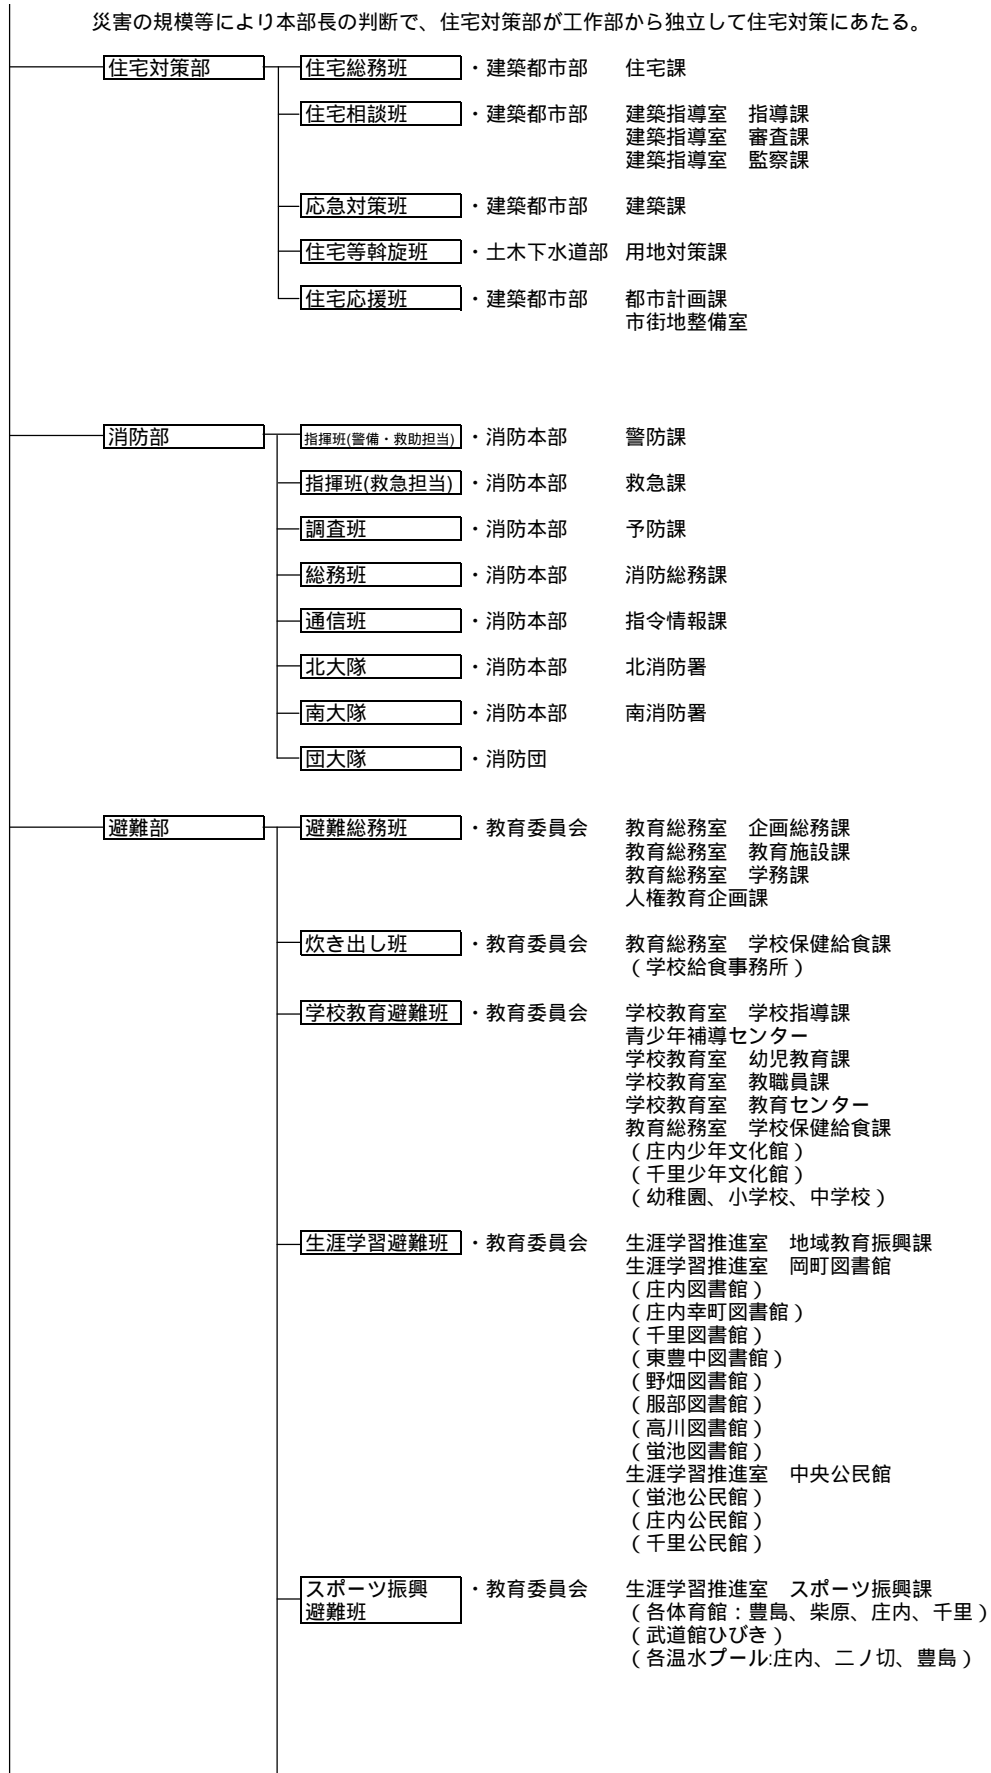 災害の規模等により本部長の判断で、住宅対策部が工作部から独立して住宅対策にあたる。
住宅対策部 住宅総務班 ・建築都市部 住宅課
住宅相談班 ・建築都市部 建築指導室 指導課
建築指導室 審査課
建築指導室 監察課
応急対策班 ・建築都市部 建築課
住宅等斡旋班 ・土木下水道部 用地対策課
住宅応援班 ・建築都市部 都市計画課
市街地整備室
消防部 指揮班(警備・救助担当) ・消防本部 警防課
指揮班(救急担当) ・消防本部 救急課
調査班 ・消防本部 予防課
総務班 ・消防本部 消防総務課
通信班 ・消防本部 指令情報課
北大隊 ・消防本部 北消防署
南大隊 ・消防本部 南消防署
団大隊 ・消防団
避難部 避難総務班 ・教育委員会 教育総務室 企画総務課
教育総務室 教育施設課
教育総務室 学務課
人権教育企画課
炊き出し班 ・教育委員会 教育総務室 学校保健給食課
(学校給食事務所)
学校教育避難班 ・教育委員会 学校教育室 学校指導課
青少年補導センター
学校教育室 幼児教育課
学校教育室 教職員課
学校教育室 教育センター
教育総務室 学校保健給食課
(庄内少年文化館)
(千里少年文化館)
(幼稚園、小学校、中学校)
生涯学習避難班 ・教育委員会 生涯学習推進室 地域教育振興課
生涯学習推進室 岡町図書館
(庄内図書館)
(庄内幸町図書館)
(千里図書館)
(東豊中図書館)
(野畑図書館)
(服部図書館)
(高川図書館)
(蛍池図書館)
生涯学習推進室 中央公民館
(蛍池公民館)
(庄内公民館)
(千里公民館)
スポーツ振興 ・教育委員会 生涯学習推進室 スポーツ振興課
避難班 (各体育館：豊島、柴原、庄内、千里)
(武道館ひびき)
(各温水プール:庄内、二ノ切、豊島)